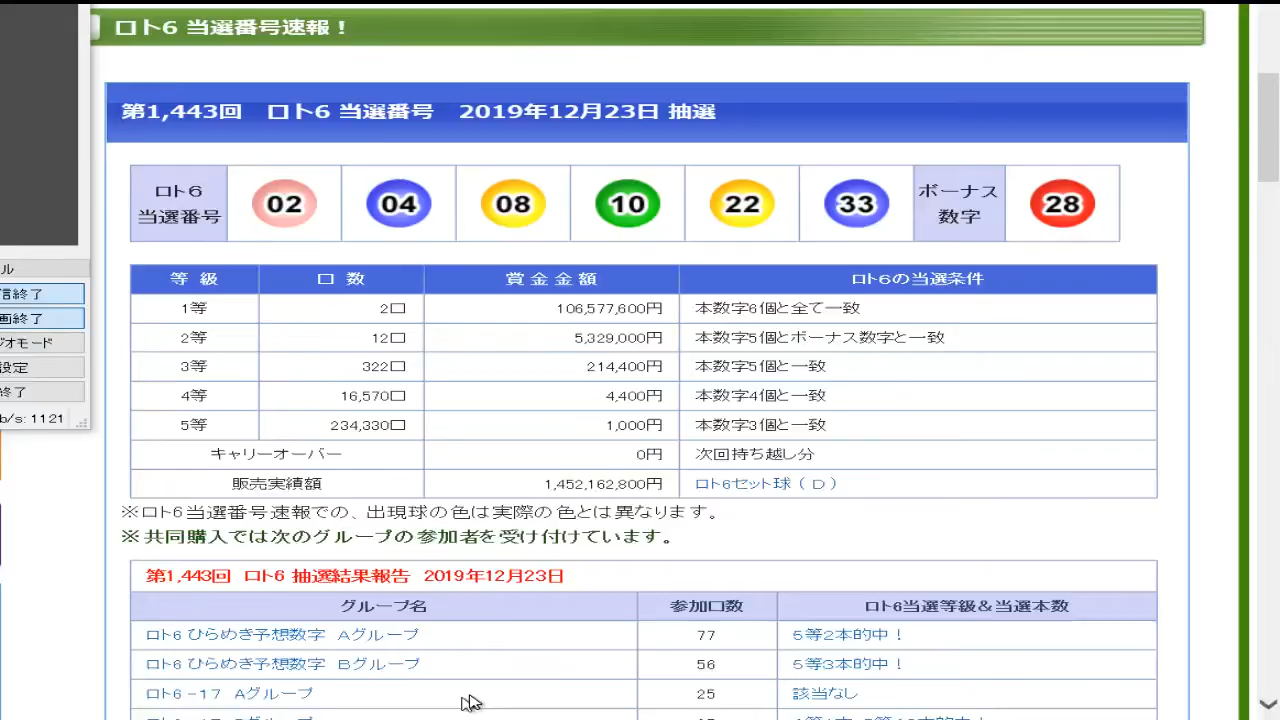 ロト6 当選番号速報！
第1,443回　ロト6 当選番号　2019年12月23日 抽選
ロト6 当選番号 02 04 08 10 22 33 ボーナス数字 28
等級 口数 賞金金額 ロト6の当選条件
1等 2口 106,577,600円 本数字6個と全て一致
2等 12口 5,329,000円 本数字5個とボーナス数字と一致
3等 322口 214,400円 本数字5個と一致
4等 16,570口 4,400円 本数字4個と一致
5等 234,330口 1,000円 本数字3個と一致
キャリーオーバー 0円 次回持ち越し分
販売実績額 1,452,162,800円 ロト6セット球（D）
※ロト6当選番号速報での、出現球の色は実際の色とは異なります。
※共同購入では次のグループの参加者を受け付けています。
第1,443回　ロト6 抽選結果報告　2019年12月23日
グループ名 参加口数 ロト6当選等級＆当選本数
ロト6 ひらめき予想数字　Aグループ 77 5等2本的中！
ロト6 ひらめき予想数字　Bグループ 56 5等3本的中！
ロト6－17　Aグループ 25 該当なし
ル
信終了
画終了
ジオモード
設定
終了
b/s: 1121